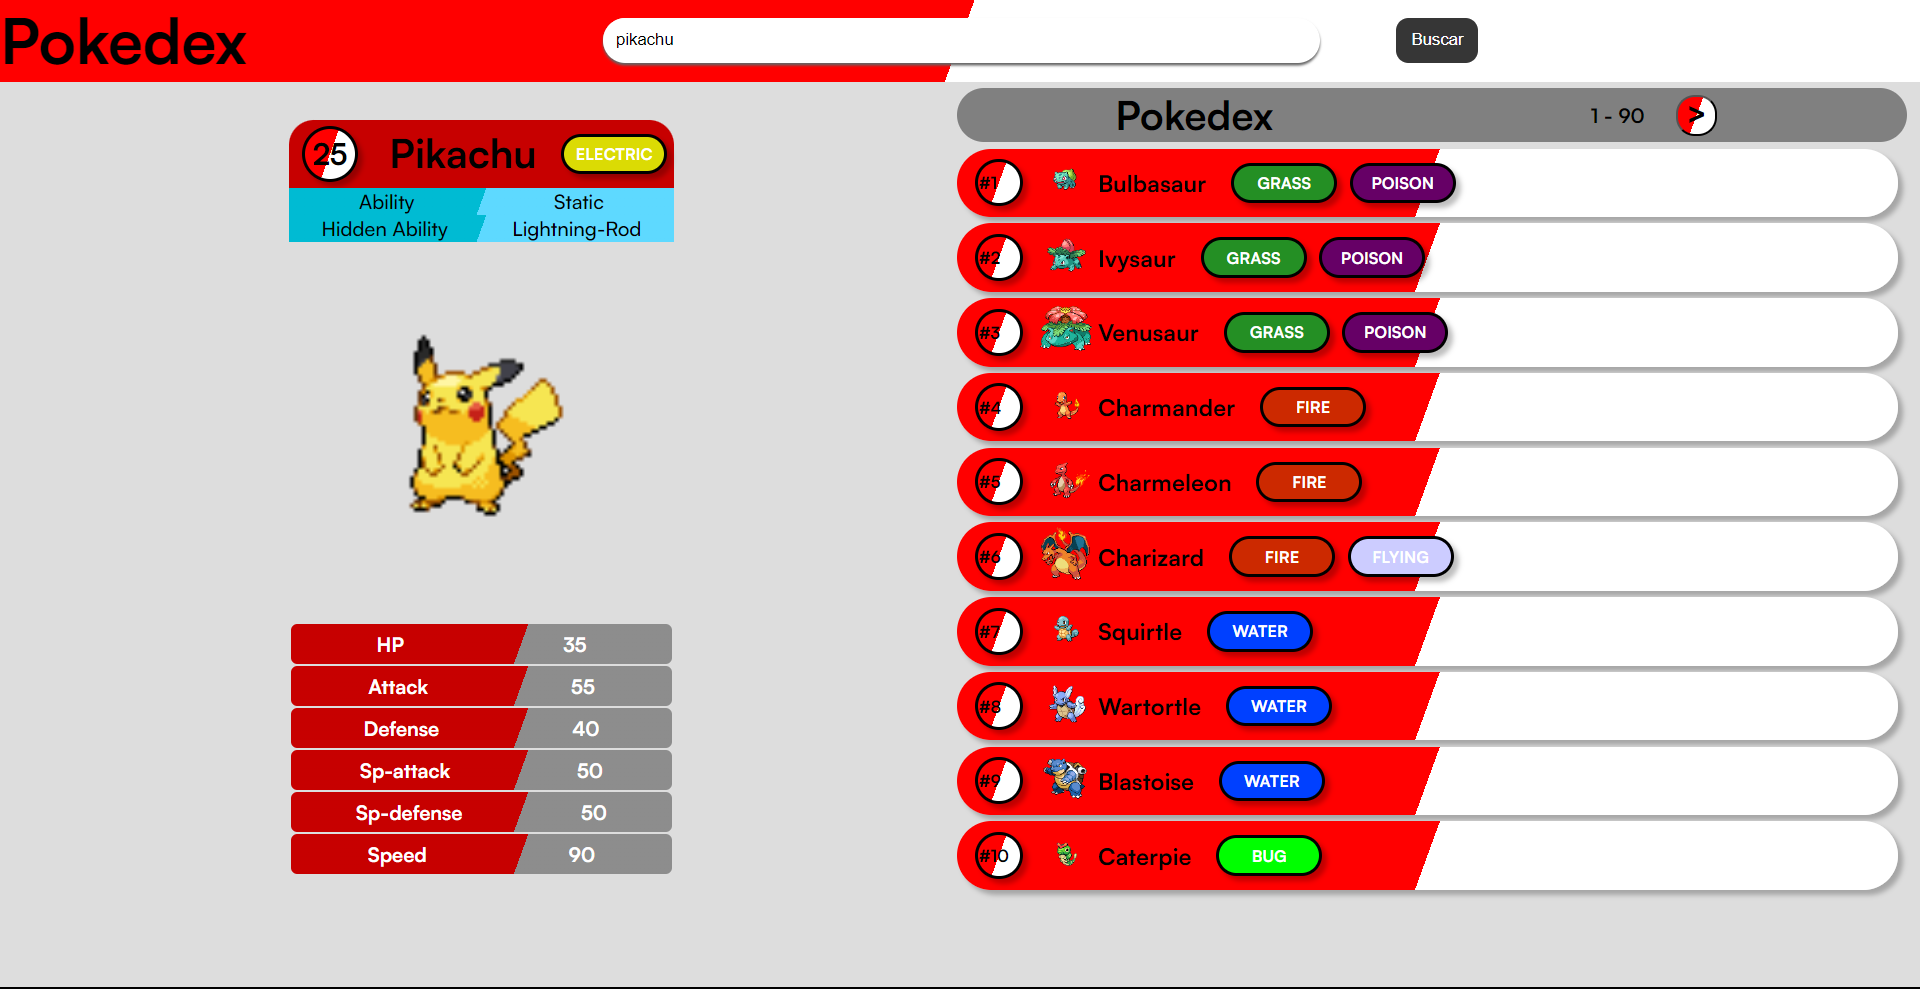 Pokedex
pikachu
Buscar
25 Pikachu ELECTRIC
Ability Static
Hidden Ability Lightning-Rod
HP 35
Attack 55
Defense 40
Sp-attack 50
Sp-defense 50
Speed 90
Pokedex 1 - 90 >
#1 Bulbasaur GRASS POISON
#2 Ivysaur GRASS POISON
#3 Venusaur GRASS POISON
#4 Charmander FIRE
#5 Charmeleon FIRE
#6 Charizard FIRE FLYING
#7 Squirtle WATER
#8 Wartortle WATER
#9 Blastoise WATER
#10 Caterpie BUG